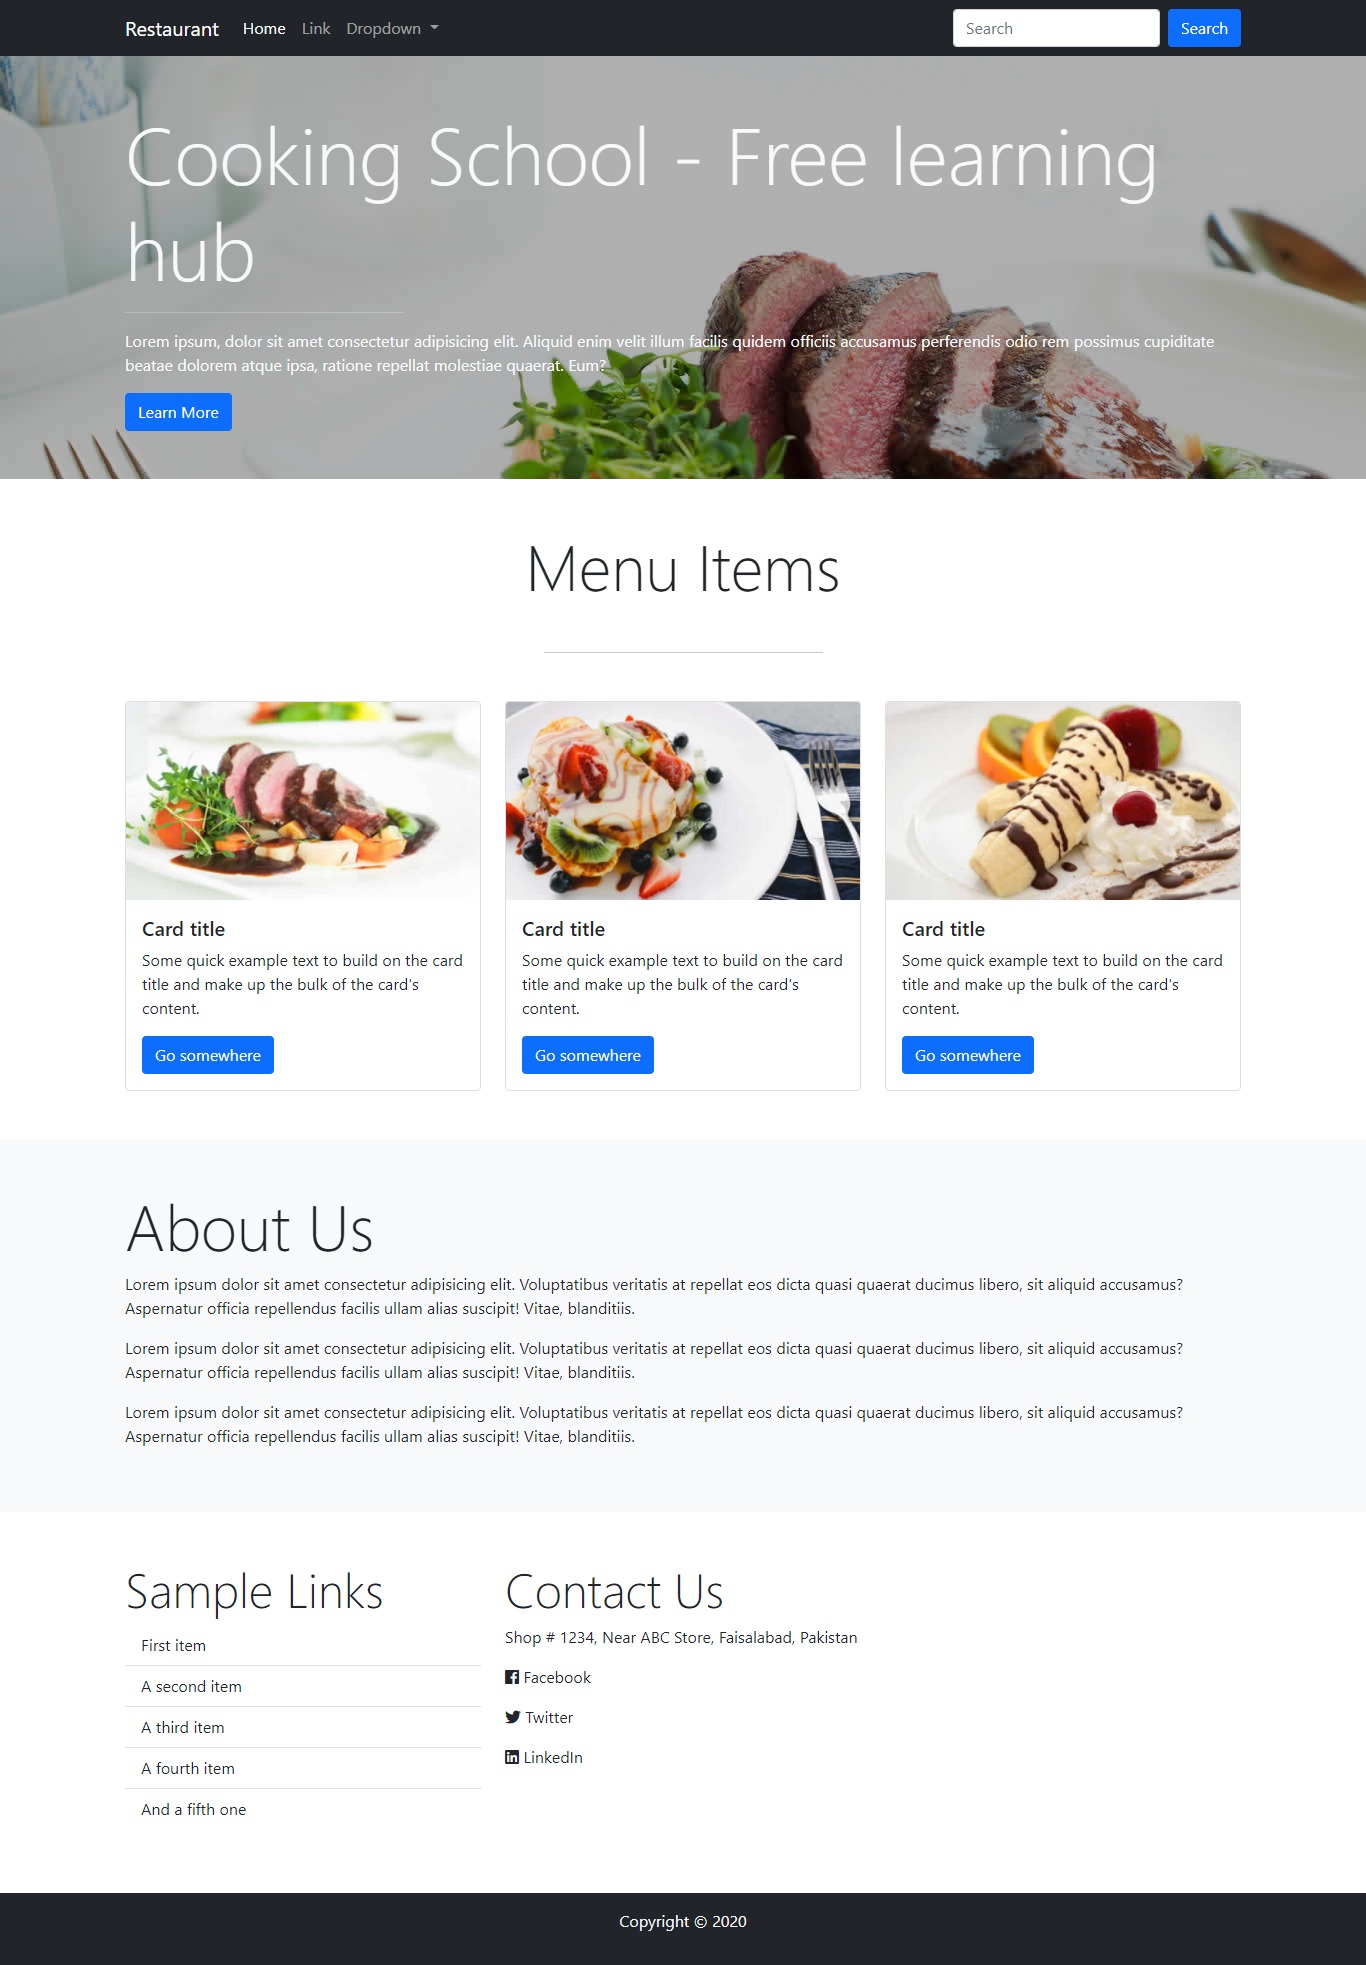 Restaurant Home Link Dropdown Search Search
Cooking School - Free learning
hub
Lorem ipsum, dolor sit amet consectetur adipisicing elit. Aliquid enim velit illum facilis quidem officiis accusamus perferendis odio rem possimus cupiditate
beatae dolorem atque ipsa, ratione repellat molestiae quaerat. Eum?
Learn More
Menu Items
Card title
Some quick example text to build on the card
title and make up the bulk of the card's
content.
Go somewhere
Card title
Some quick example text to build on the card
title and make up the bulk of the card's
content.
Go somewhere
Card title
Some quick example text to build on the card
title and make up the bulk of the card's
content.
Go somewhere
About Us
Lorem ipsum dolor sit amet consectetur adipisicing elit. Voluptatibus veritatis at repellat eos dicta quasi quaerat ducimus libero, sit aliquid accusamus?
Aspernatur officia repellendus facilis ullam alias suscipit! Vitae, blanditiis.
Lorem ipsum dolor sit amet consectetur adipisicing elit. Voluptatibus veritatis at repellat eos dicta quasi quaerat ducimus libero, sit aliquid accusamus?
Aspernatur officia repellendus facilis ullam alias suscipit! Vitae, blanditiis.
Lorem ipsum dolor sit amet consectetur adipisicing elit. Voluptatibus veritatis at repellat eos dicta quasi quaerat ducimus libero, sit aliquid accusamus?
Aspernatur officia repellendus facilis ullam alias suscipit! Vitae, blanditiis.
Sample Links
First item
A second item
A third item
A fourth item
And a fifth one
Contact Us
Shop # 1234, Near ABC Store, Faisalabad, Pakistan
Facebook
Twitter
LinkedIn
Copyright © 2020